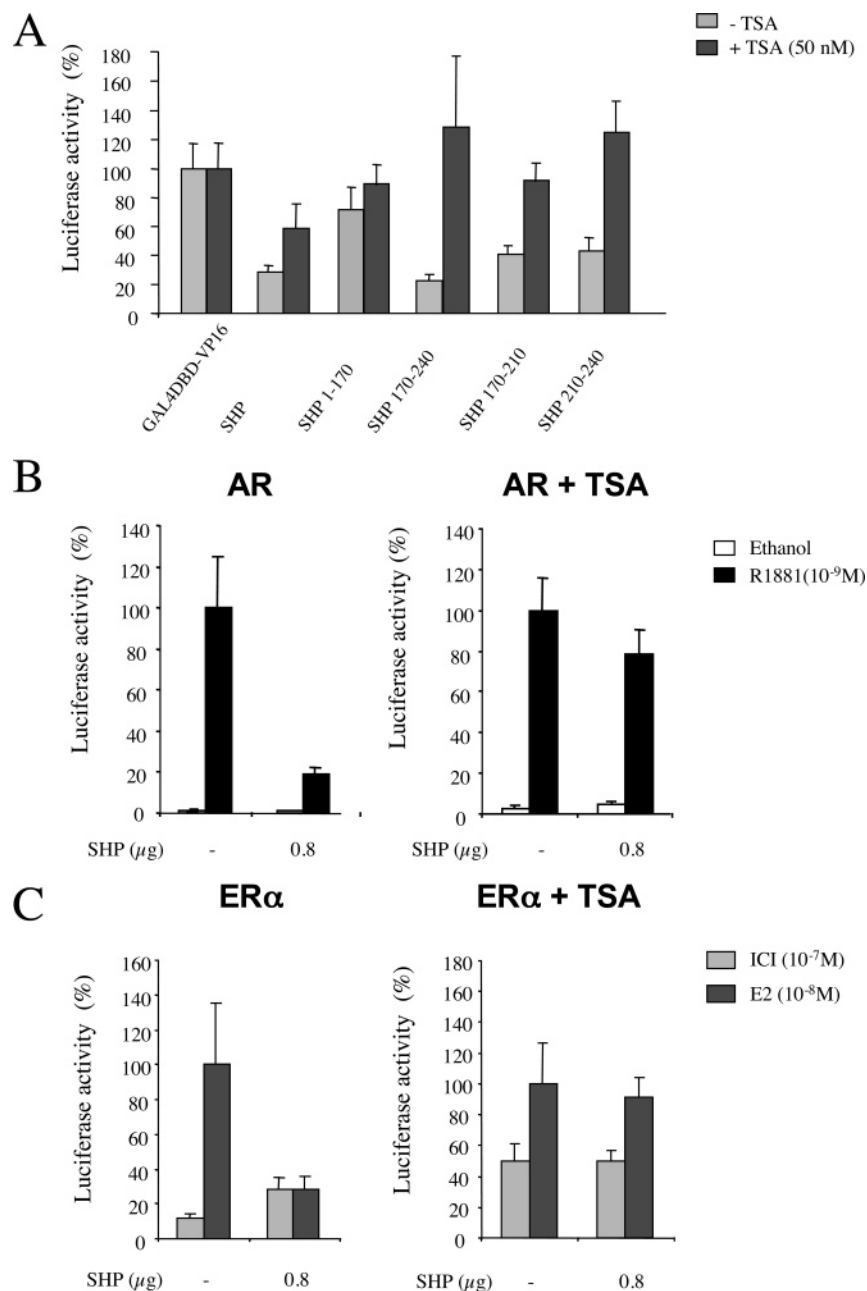 A
- TSA
+ TSA (50 nM)
Luciferase activity (%)
180
160
140
120
100
80
60
40
20
0
GAL4DBD-VP16
SHP
SHP 1-170
SHP 170-240
SHP 170-210
SHP 210-240
B
AR
AR + TSA
Ethanol
R1881(10⁻⁹M)
Luciferase activity (%)
140
120
100
80
60
40
20
0
Luciferase activity (%)
140
120
100
80
60
40
20
0
SHP (µg) - 0.8
SHP (µg) - 0.8
C
ERα
ERα + TSA
ICI (10⁻⁷M)
E2 (10⁻⁸M)
Luciferase activity (%)
160
140
120
100
80
60
40
20
0
Luciferase activity (%)
180
160
140
120
100
80
60
40
20
0
SHP (µg) - 0.8
SHP (µg) - 0.8